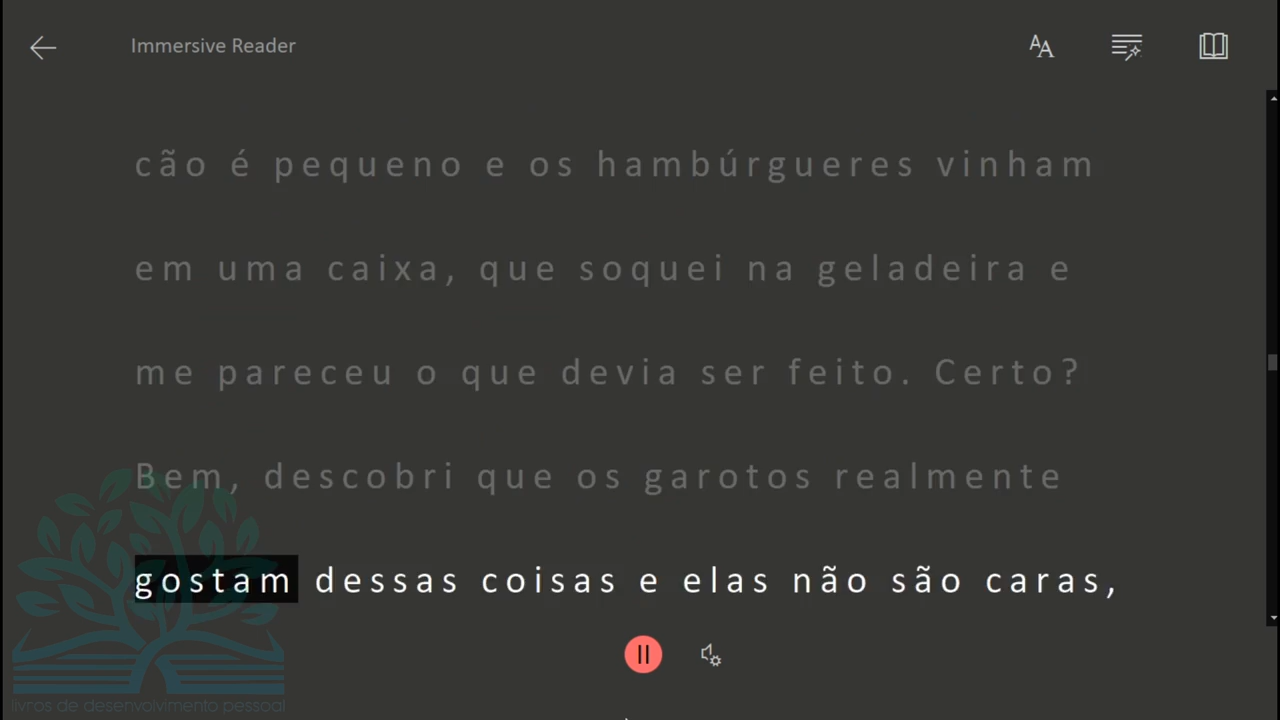 Immersive Reader
cão é pequeno e os hambúrgueres vinham
em uma caixa, que soquei na geladeira e
me pareceu o que devia ser feito. Certo?
Bem, descobri que os garotos realmente
gostam dessas coisas e elas não são caras,
livros de desenvolvimento pessoal